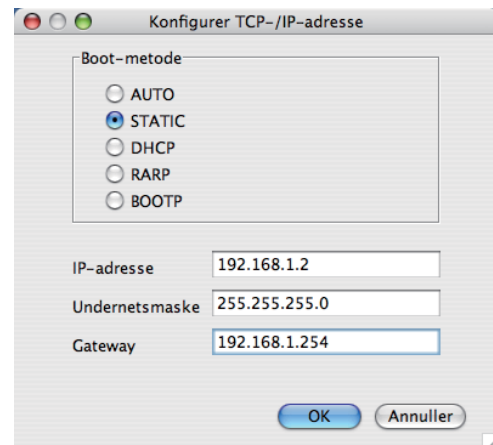 Konfigurer TCP-/IP-adresse
Boot-metode
AUTO
STATIC
DHCP
RARP
BOOTP
IP-adresse 192.168.1.2
Undernetsmaske 255.255.255.0
Gateway 192.168.1.254
OK Annuller